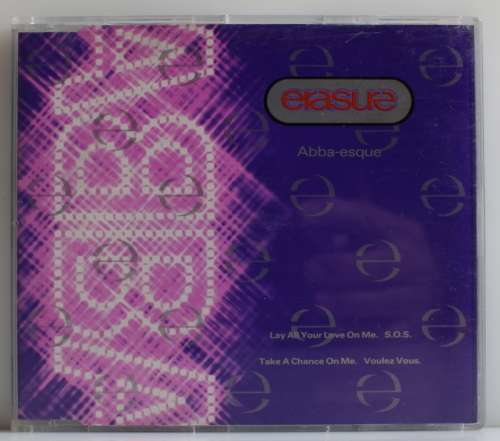 erasure
Abba-esque
Lay All Your Love On Me. S.O.S.
Take A Chance On Me. Voulez Vous.
ABBA